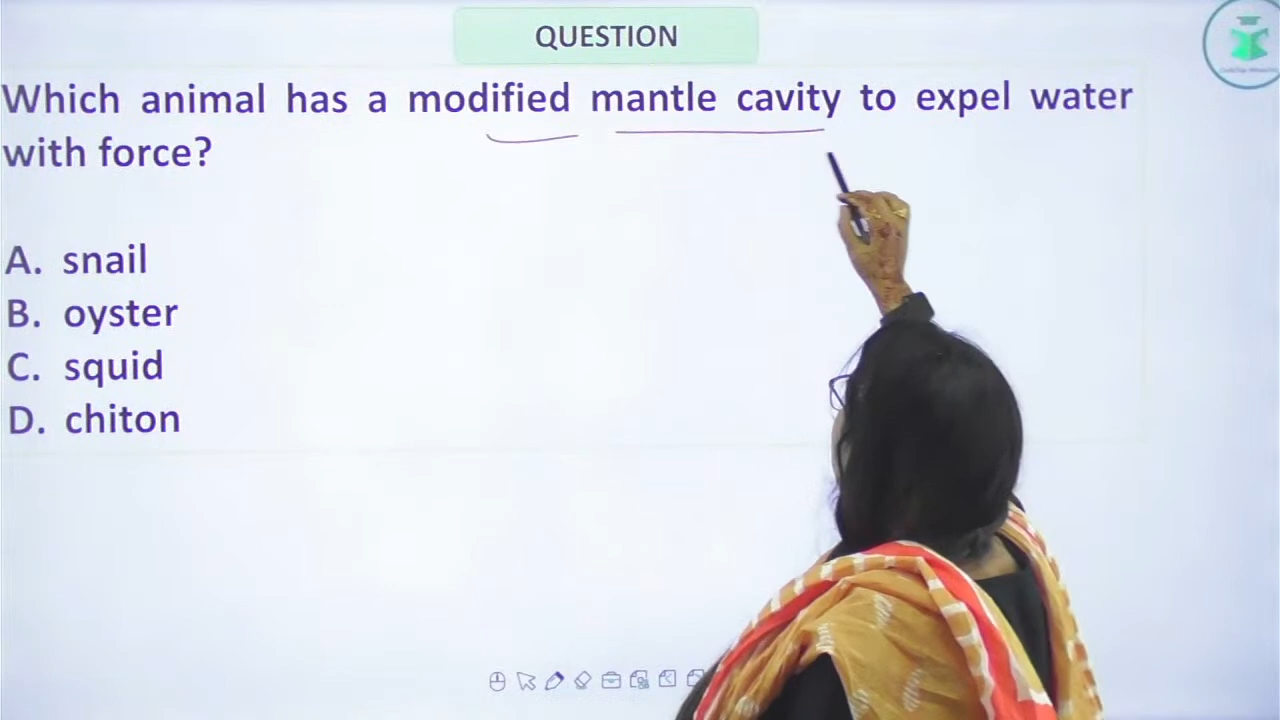 QUESTION
Which animal has a modified mantle cavity to expel water
with force?
A. snail
B. oyster
C. squid
D. chiton